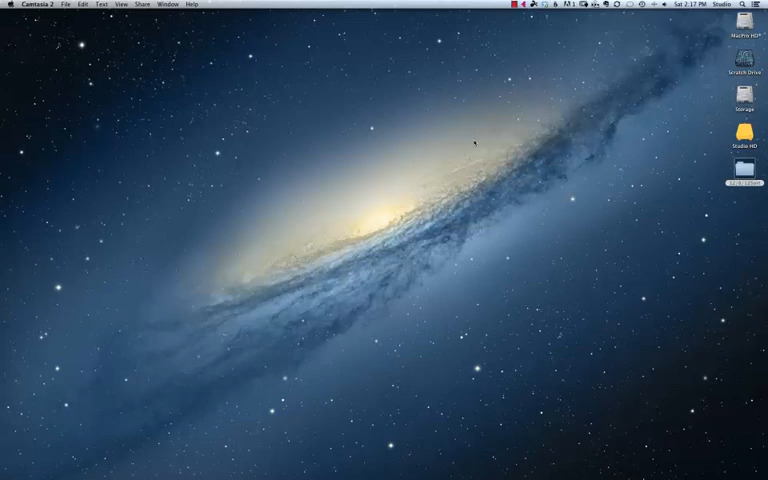 Camtasia 2 File Edit Text View Share Window Help
Sat 2:17 PM Studio
MacPro HD
Scratch Drive
Storage
Studio HD